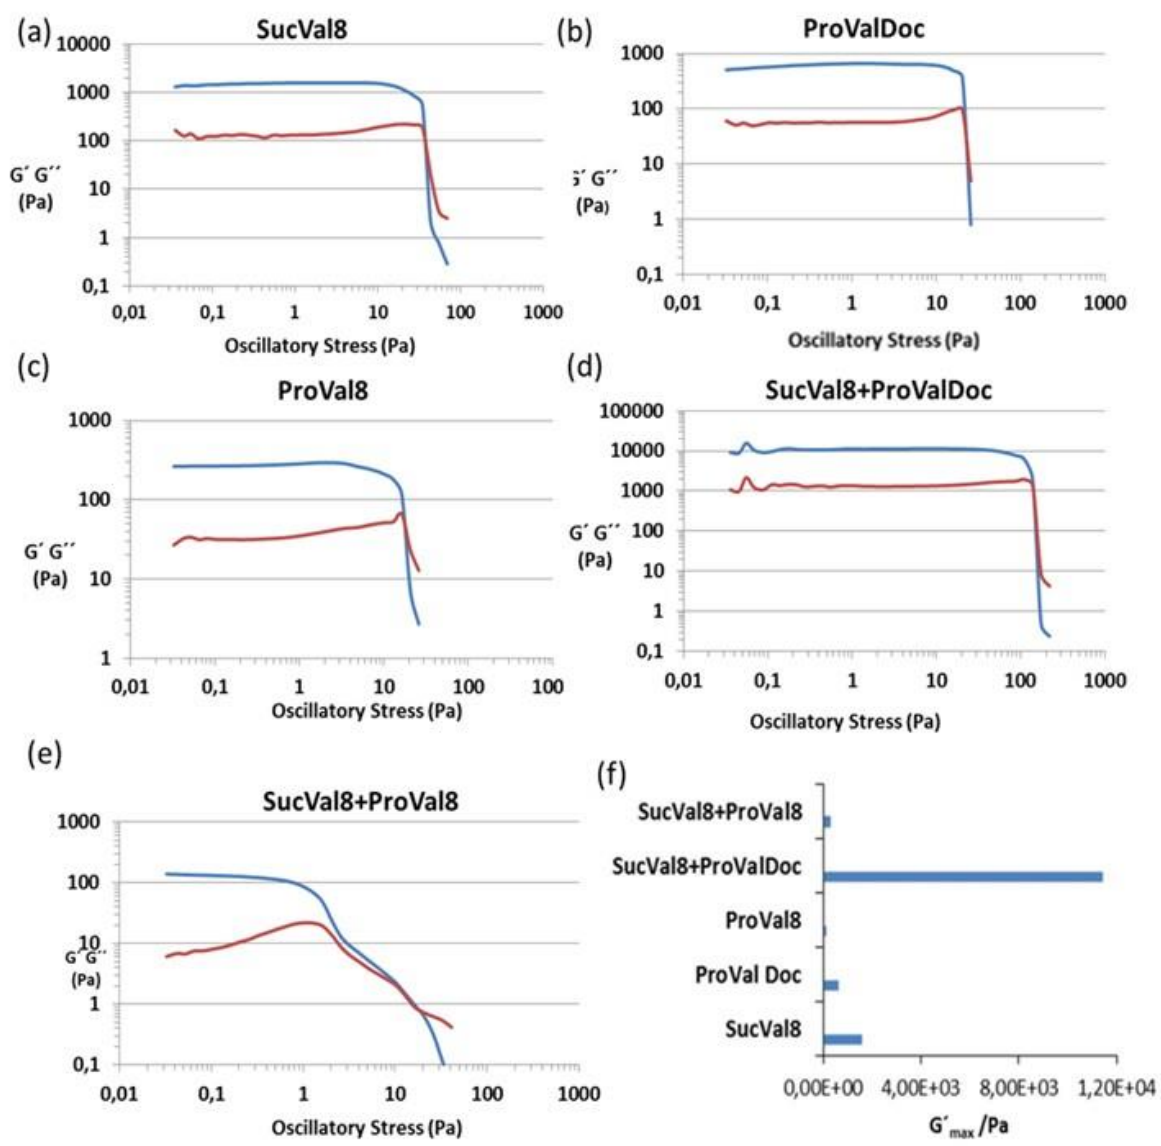 (a)
SucVal8
10000
1000
100
10
1
0,1
G´ G´´
(Pa)
0,01 0,1 1 10 100 1000
Oscillatory Stress (Pa)
(b)
ProValDoc
1000
100
10
1
0,1
G´´
(Pa)
0,01 0,1 1 10 100 1000
Oscillatory Stress (Pa)
(c)
ProVal8
1000
100
10
1
G´ G´´
(Pa)
0,01 0,1 1 10 100 100
Oscillatory Stress (Pa)
(d)
SucVal8+ProValDoc
100000
10000
1000
100
10
1
0,1
G´ G´´
(Pa)
0,01 0,1 1 10 100 1000
Oscillatory Stress (Pa)
(e)
SucVal8+ProVal8
1000
100
10
1
0,1
G´ G´´
(Pa)
0,01 0,1 1 10 100 1000
Oscillatory Stress (Pa)
(f)
SucVal8+ProVal8
SucVal8+ProValDoc
ProVal8
ProVal Doc
SucVal8
0,00E+00 4,00E+03 8,00E+03 1,20E+04
G´max /Pa